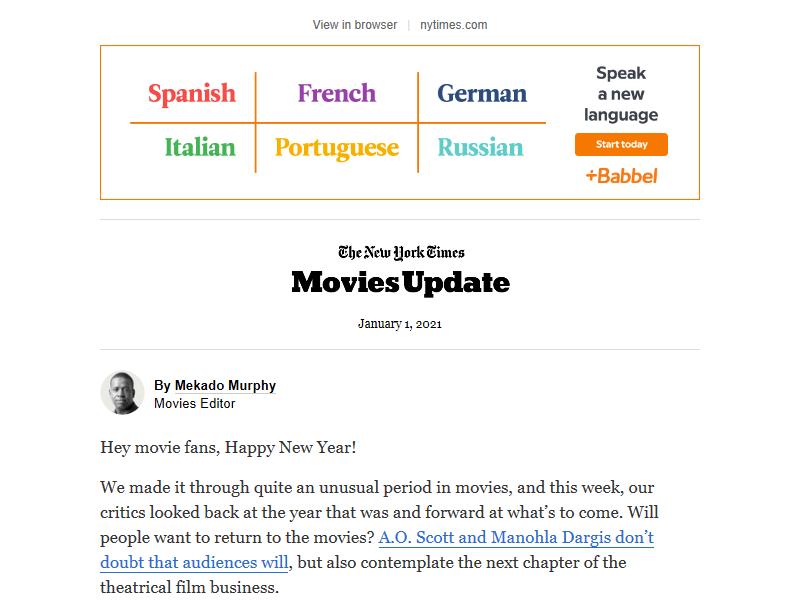 View in browser | nytimes.com
Spanish French German
Italian Portuguese Russian
Speak
a new
language
Start today
+Babbel
The New York Times
Movies Update
January 1, 2021
By Mekado Murphy
Movies Editor
Hey movie fans, Happy New Year!
We made it through quite an unusual period in movies, and this week, our
critics looked back at the year that was and forward at what’s to come. Will
people want to return to the movies? A.O. Scott and Manohla Dargis don’t
doubt that audiences will, but also contemplate the next chapter of the
theatrical film business.